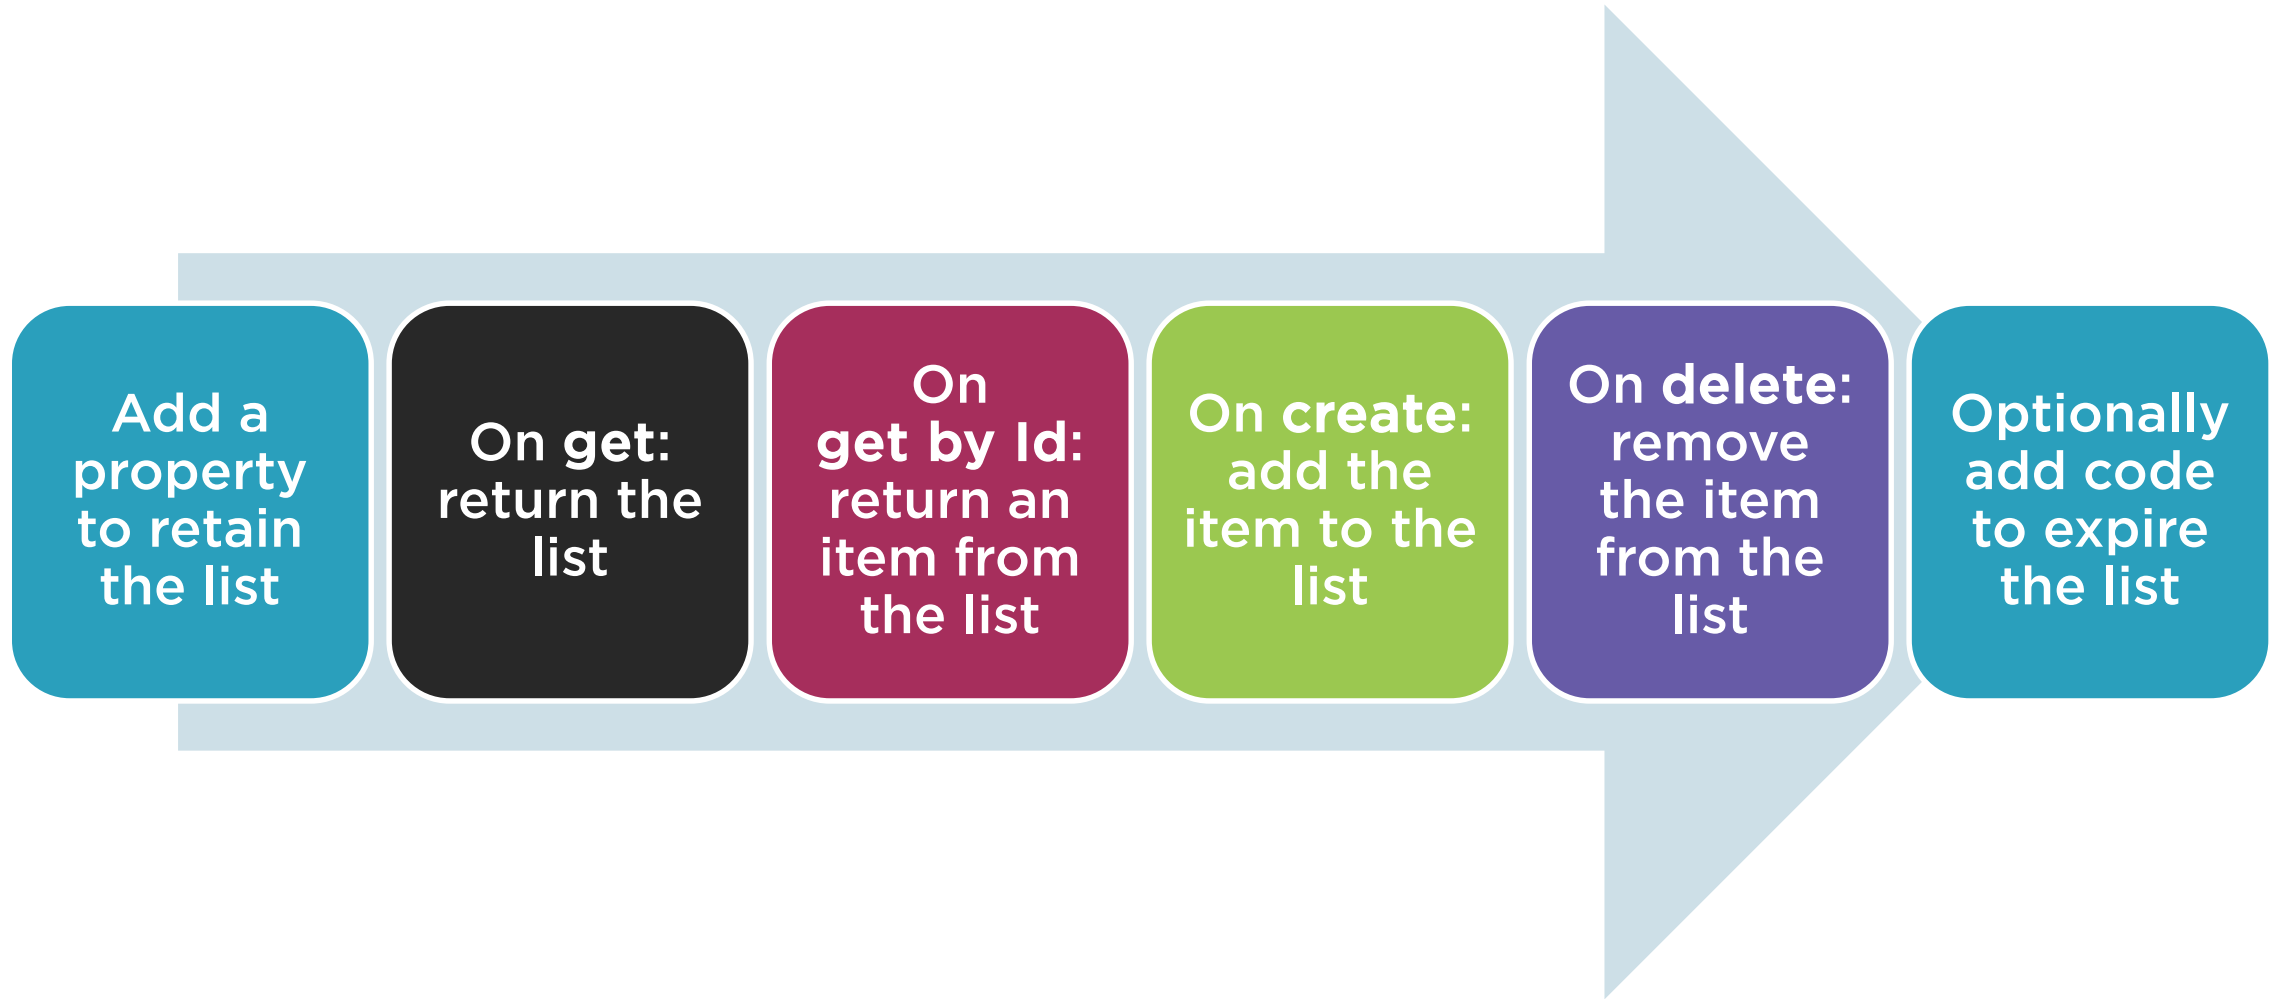 Add a
property
to retain
the list
On get:
return the
list
On
get by Id:
return an
item from
the list
On create:
add the
item to the
list
On delete:
remove
the item
from the
list
Optionally
add code
to expire
the list